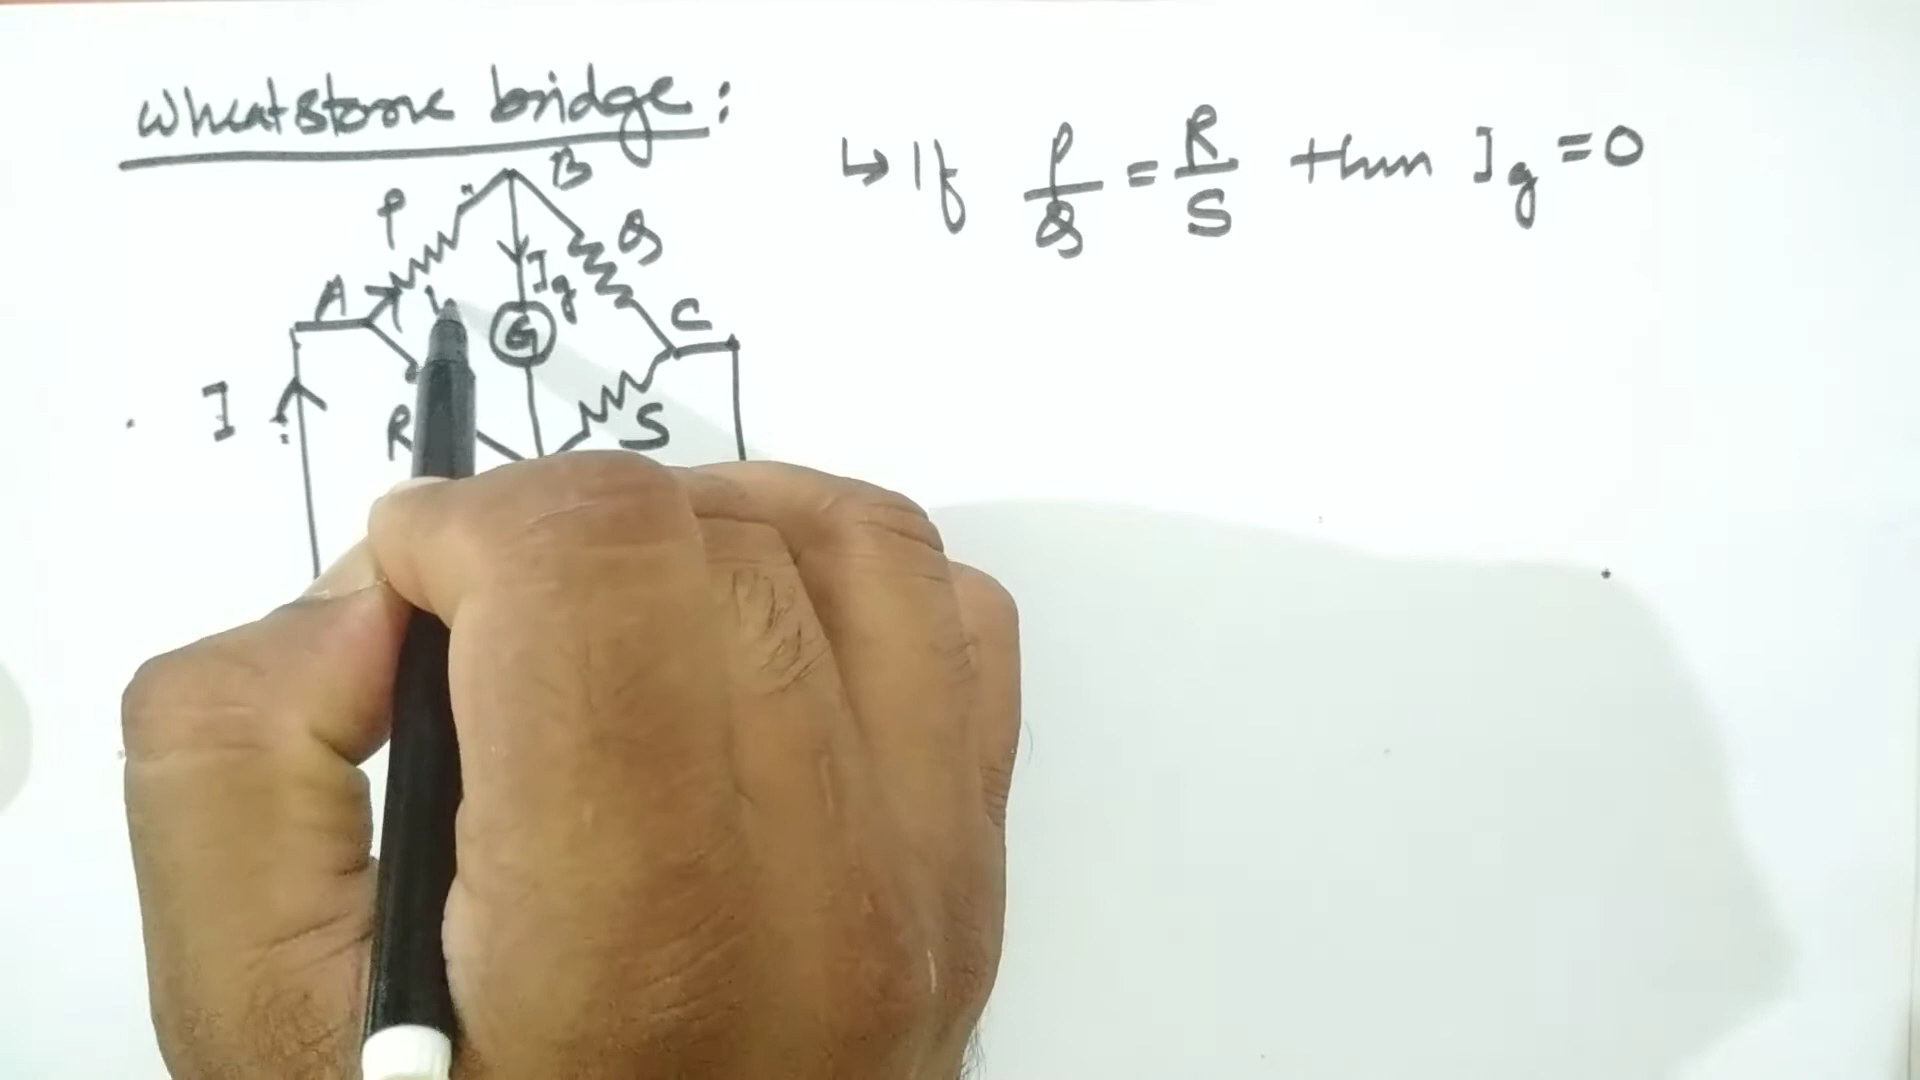 Wheatstone bridge :
↳ If P/Q = R/S then Ig = 0
B
P
Q
Ig
A
C
G
I
R
S